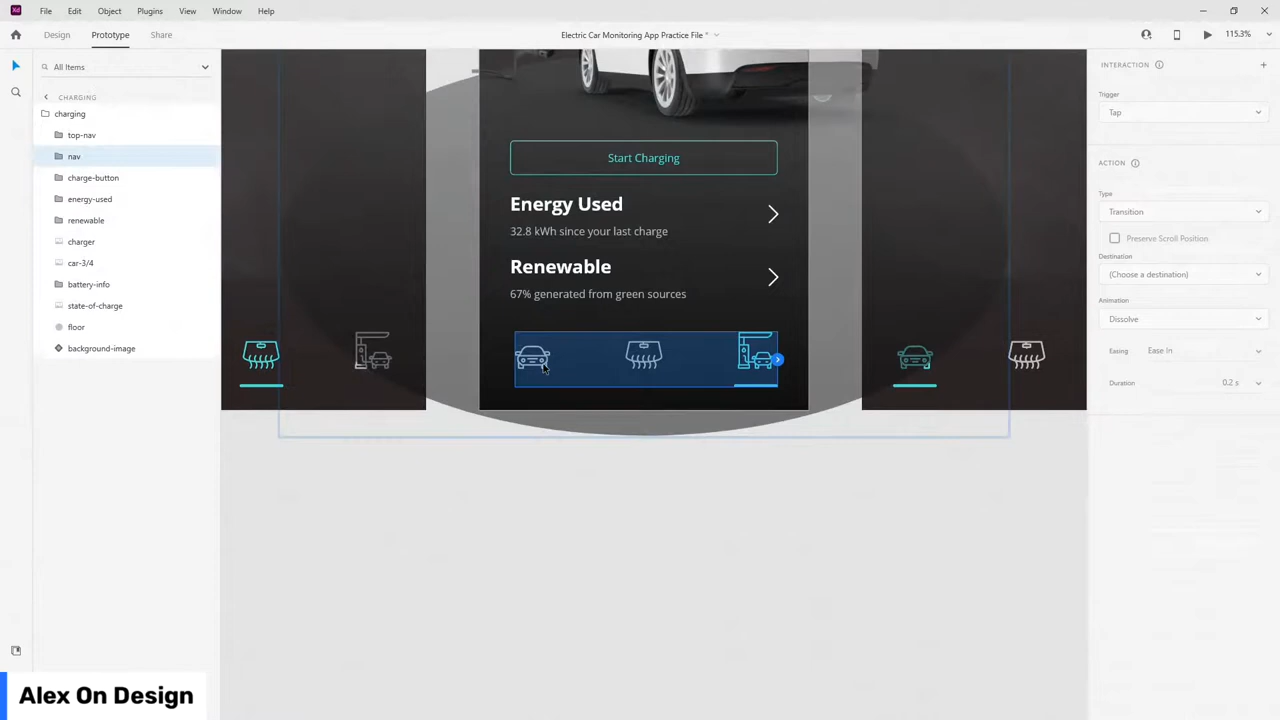 Xd File Edit Object Plugins View Window Help
Design Prototype Share
Electric Car Monitoring App Practice File *
115.3%
All Items
CHARGING
charging
top-nav
nav
charge-button
energy-used
renewable
charger
car-3/4
battery-info
state-of-charge
floor
background-image
Start Charging
Energy Used
32.8 kWh since your last charge
Renewable
67% generated from green sources
INTERACTION
Trigger
Tap
ACTION
Type
Transition
Preserve Scroll Position
Destination
(Choose a destination)
Animation
Dissolve
Easing Ease In
Duration 0.2 s
Alex On Design